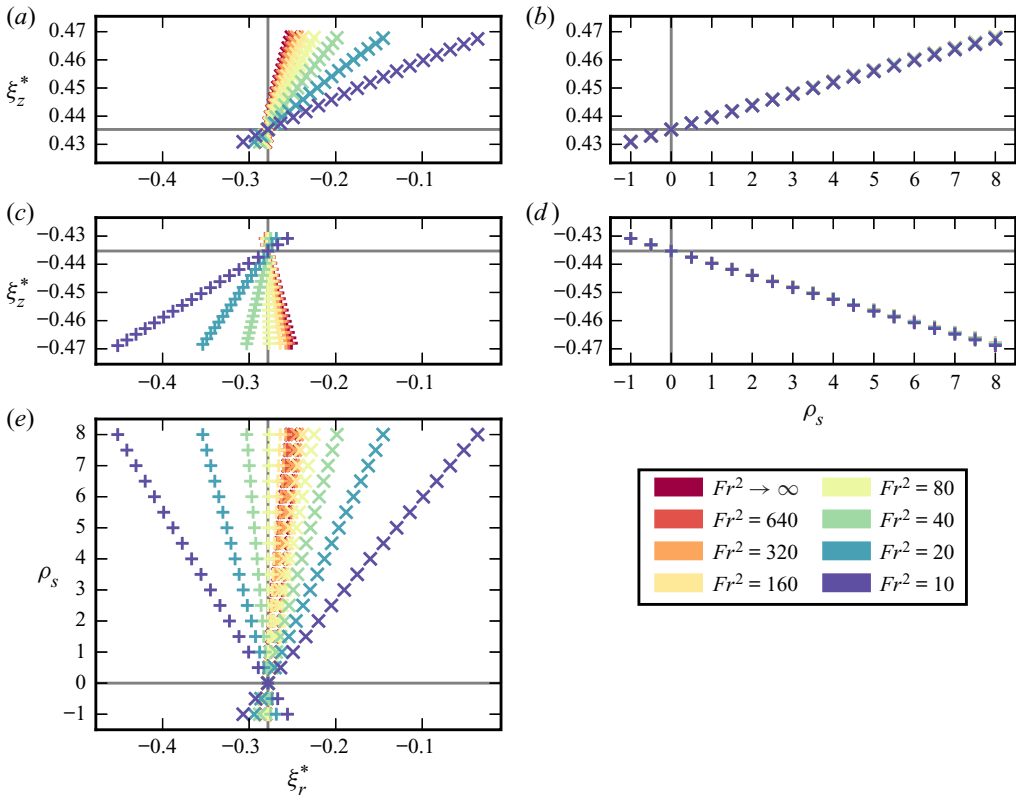 (a)
0.47
0.46
0.45
0.44
0.43
ξ*z
−0.4 −0.3 −0.2 −0.1
(b)
0.47
0.46
0.45
0.44
0.43
−1 0 1 2 3 4 5 6 7 8
(c)
−0.43
−0.44
−0.45
−0.46
−0.47
ξ*z
−0.4 −0.3 −0.2 −0.1
(d)
−0.43
−0.44
−0.45
−0.46
−0.47
−1 0 1 2 3 4 5 6 7 8
ρs
(e)
8
7
6
5
4
3
2
1
0
−1
ρs
−0.4 −0.3 −0.2 −0.1
ξ*r
Fr² → ∞
Fr² = 640
Fr² = 320
Fr² = 160
Fr² = 80
Fr² = 40
Fr² = 20
Fr² = 10